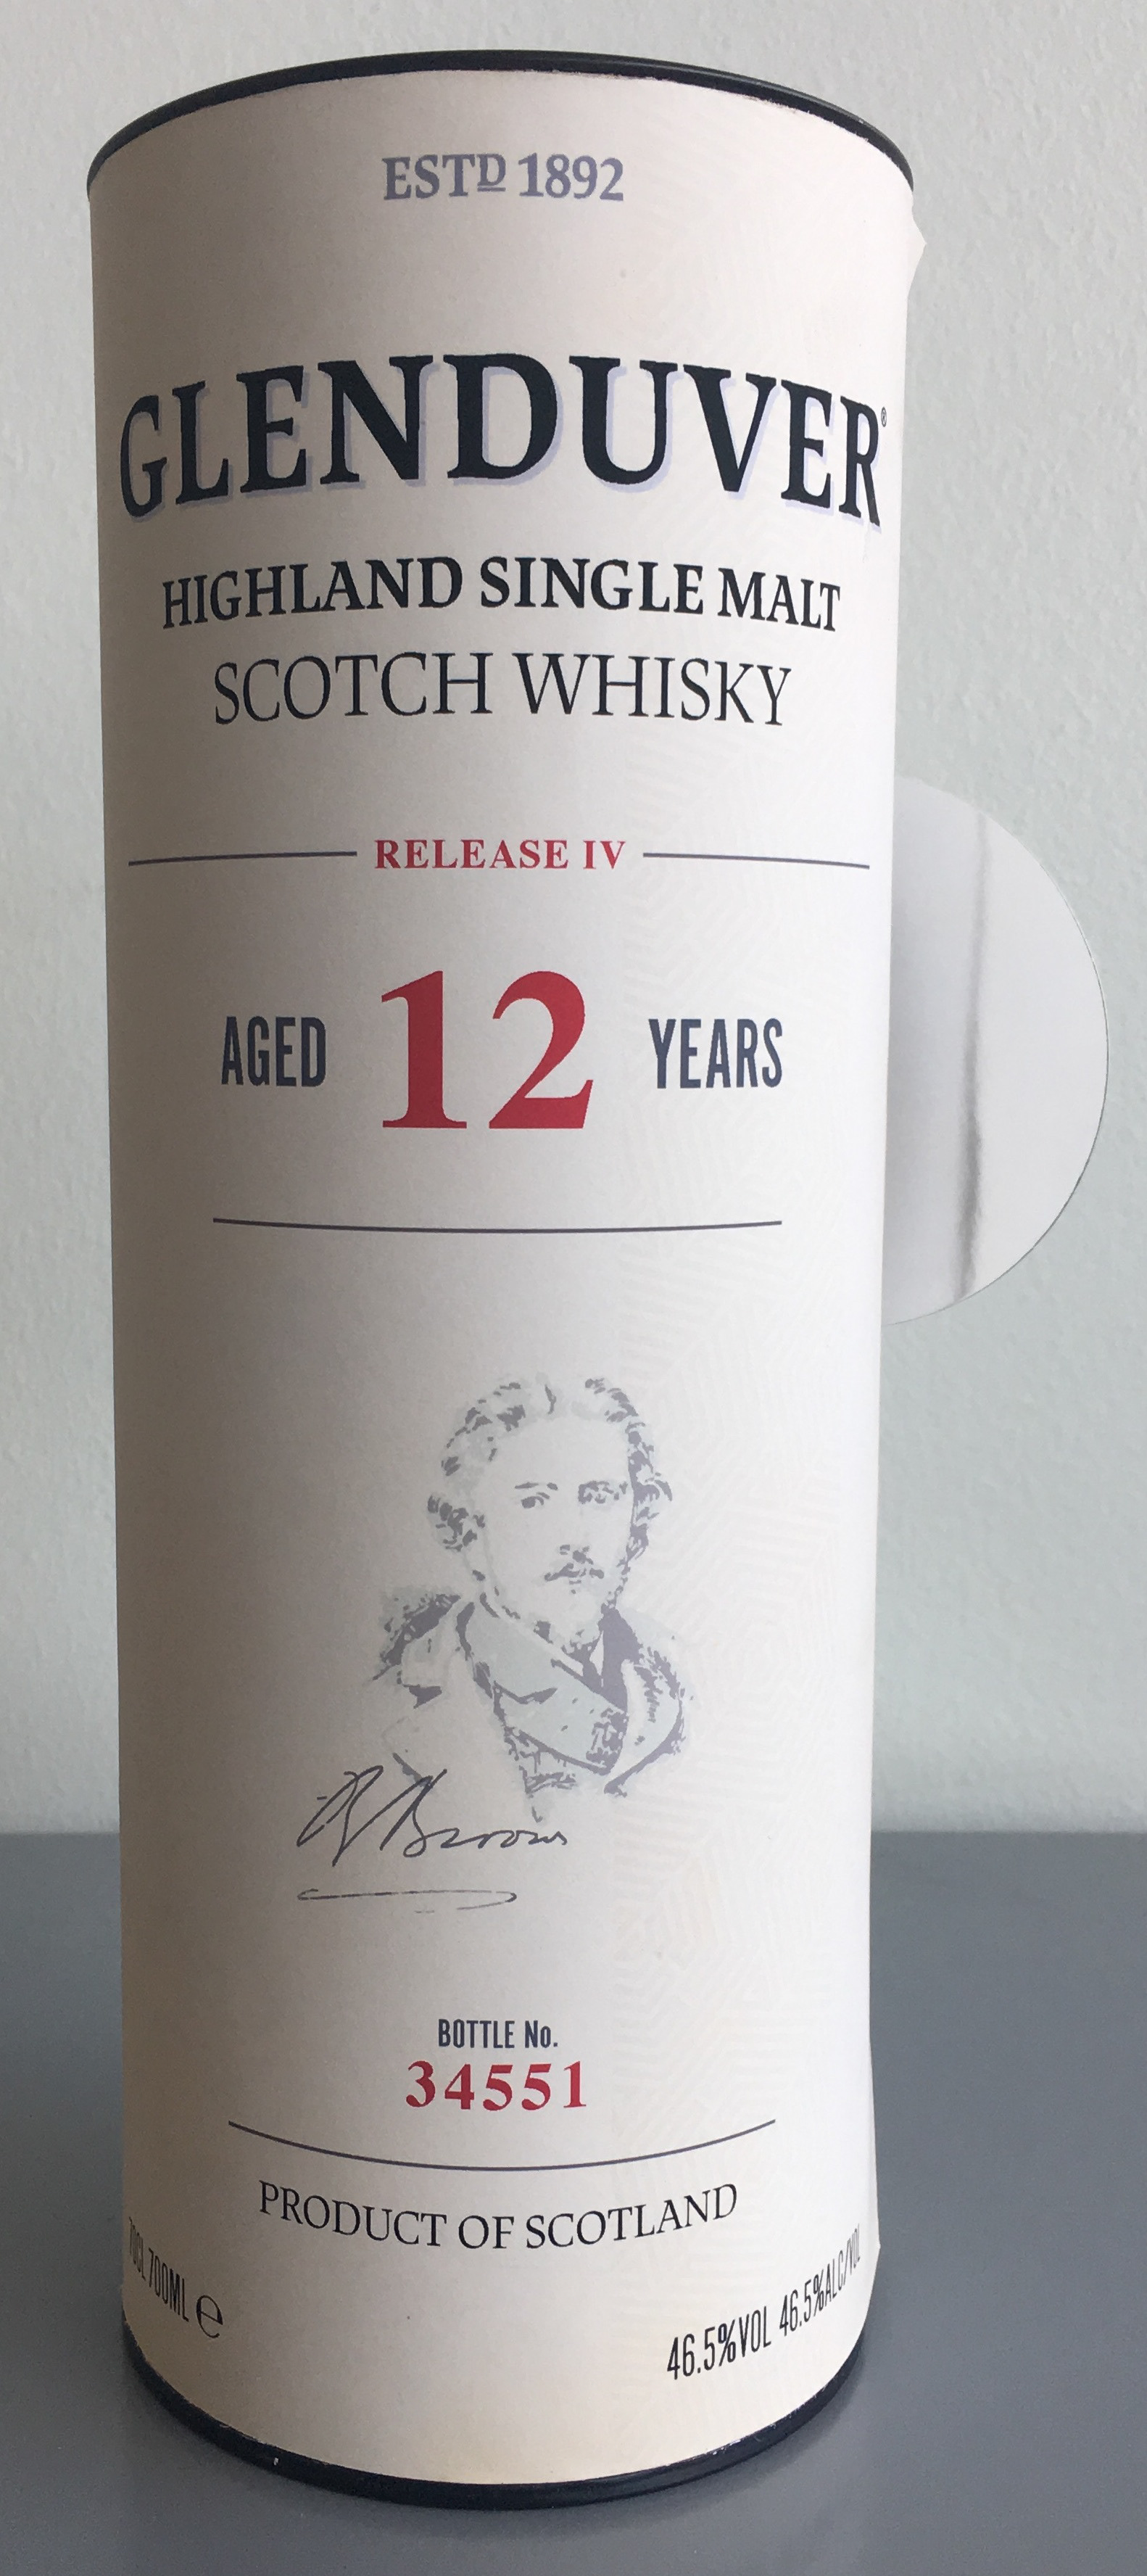 ESTD 1892
GLENDUVER®
HIGHLAND SINGLE MALT
SCOTCH WHISKY
RELEASE IV
AGED 12 YEARS
BOTTLE No.
34551
PRODUCT OF SCOTLAND
70CL 700ML ℮
46.5%VOL 46.5%ALC/VOL